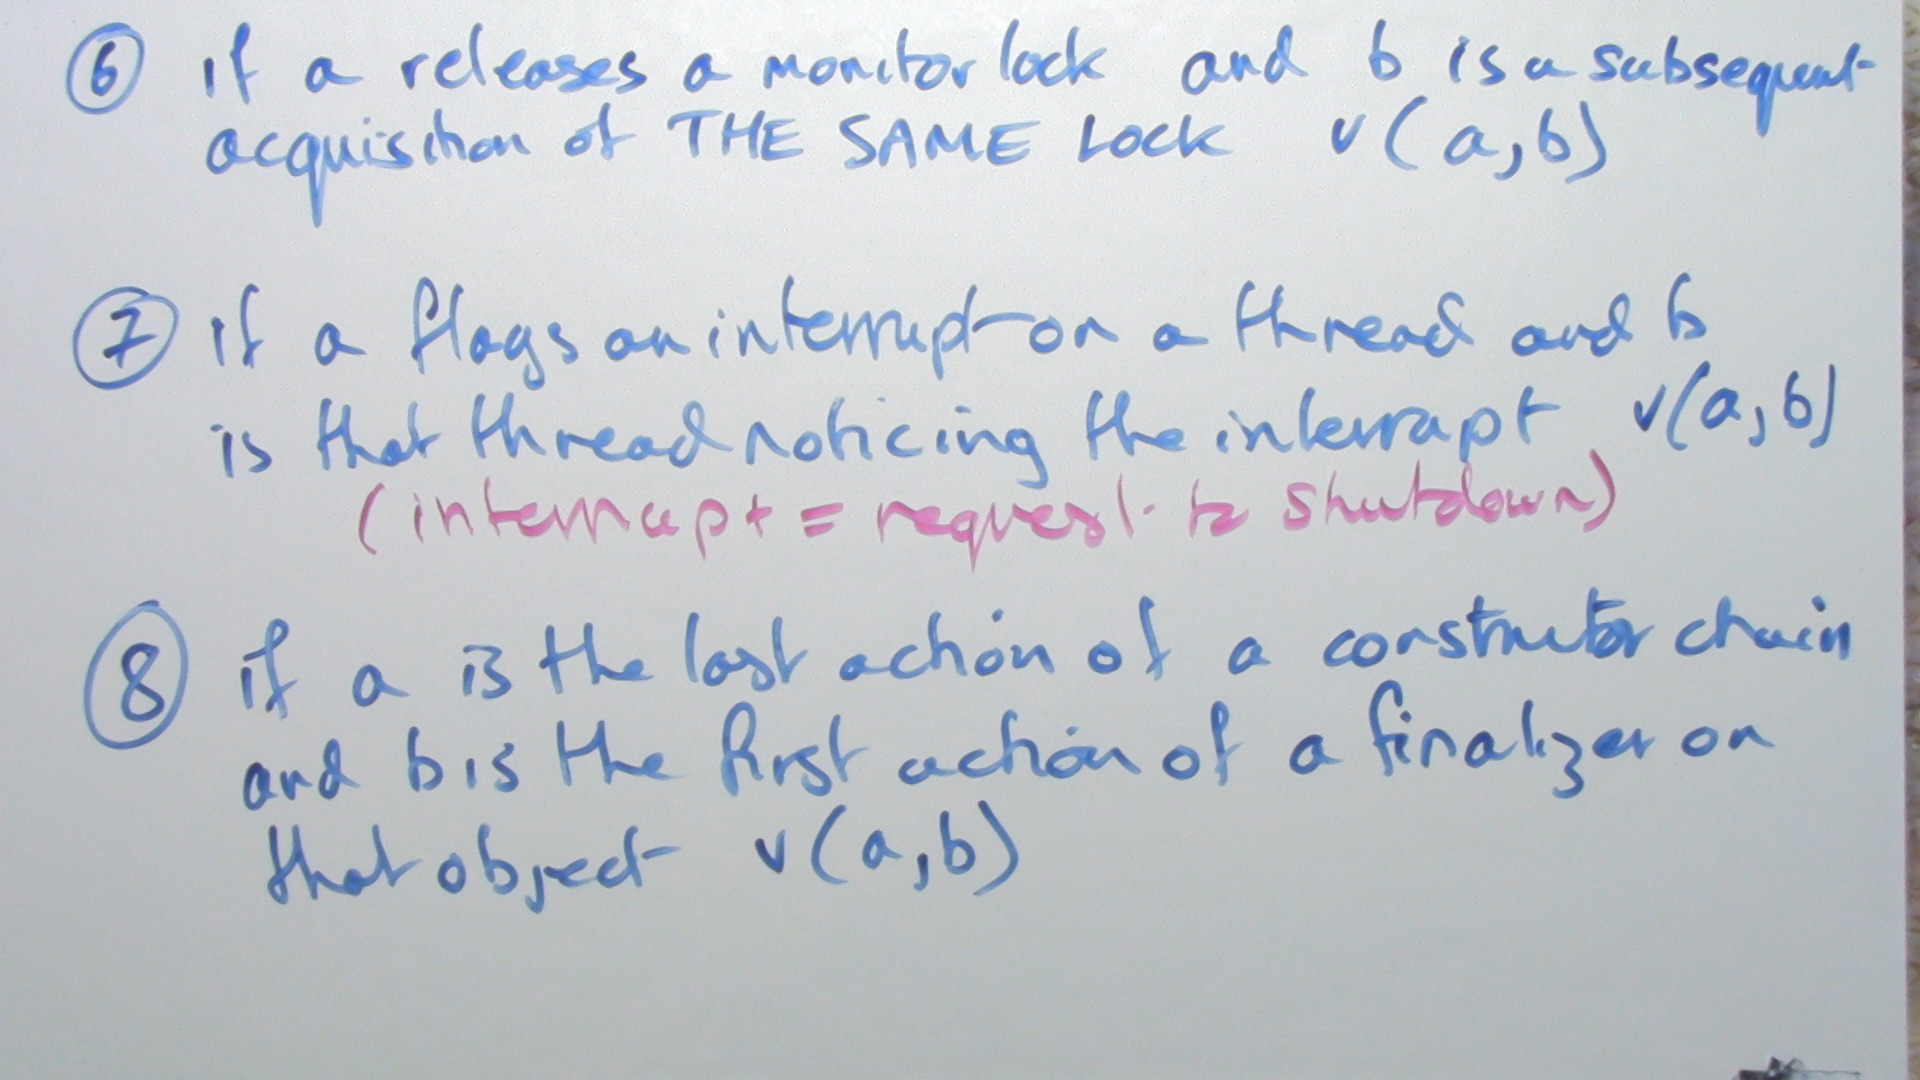 ⑥ if a releases a monitor lock and b is a subsequent
acquisition of THE SAME LOCK v(a,b)
⑦ if a flags an interrupt on a thread and b
is that thread noticing the interrupt v(a,b)
(interrupt = request to shutdown)
⑧ if a is the last action of a constructor chain
and b is the first action of a finalizer on
that object v(a,b)